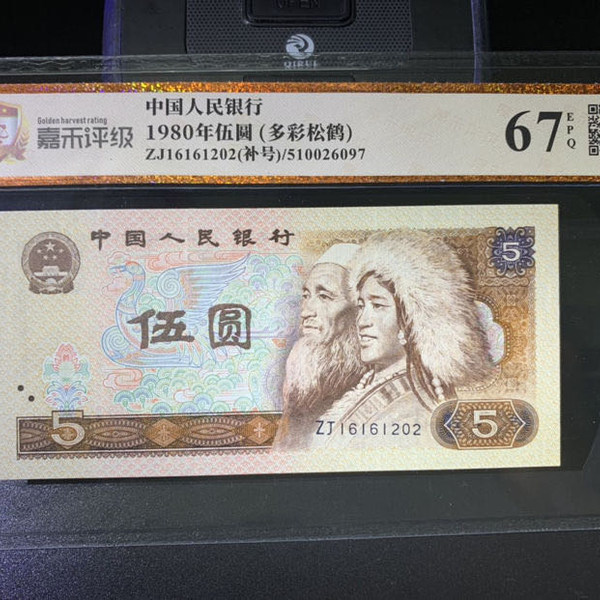 OPEN
QIRUI
Golden harvest rating
嘉禾评级
中国人民银行
1980年伍圆 (多彩松鹤)
ZJ16161202(补号)/510026097
67
EPQ
中国人民银行
5
伍圆
5
ZJ16161202
5